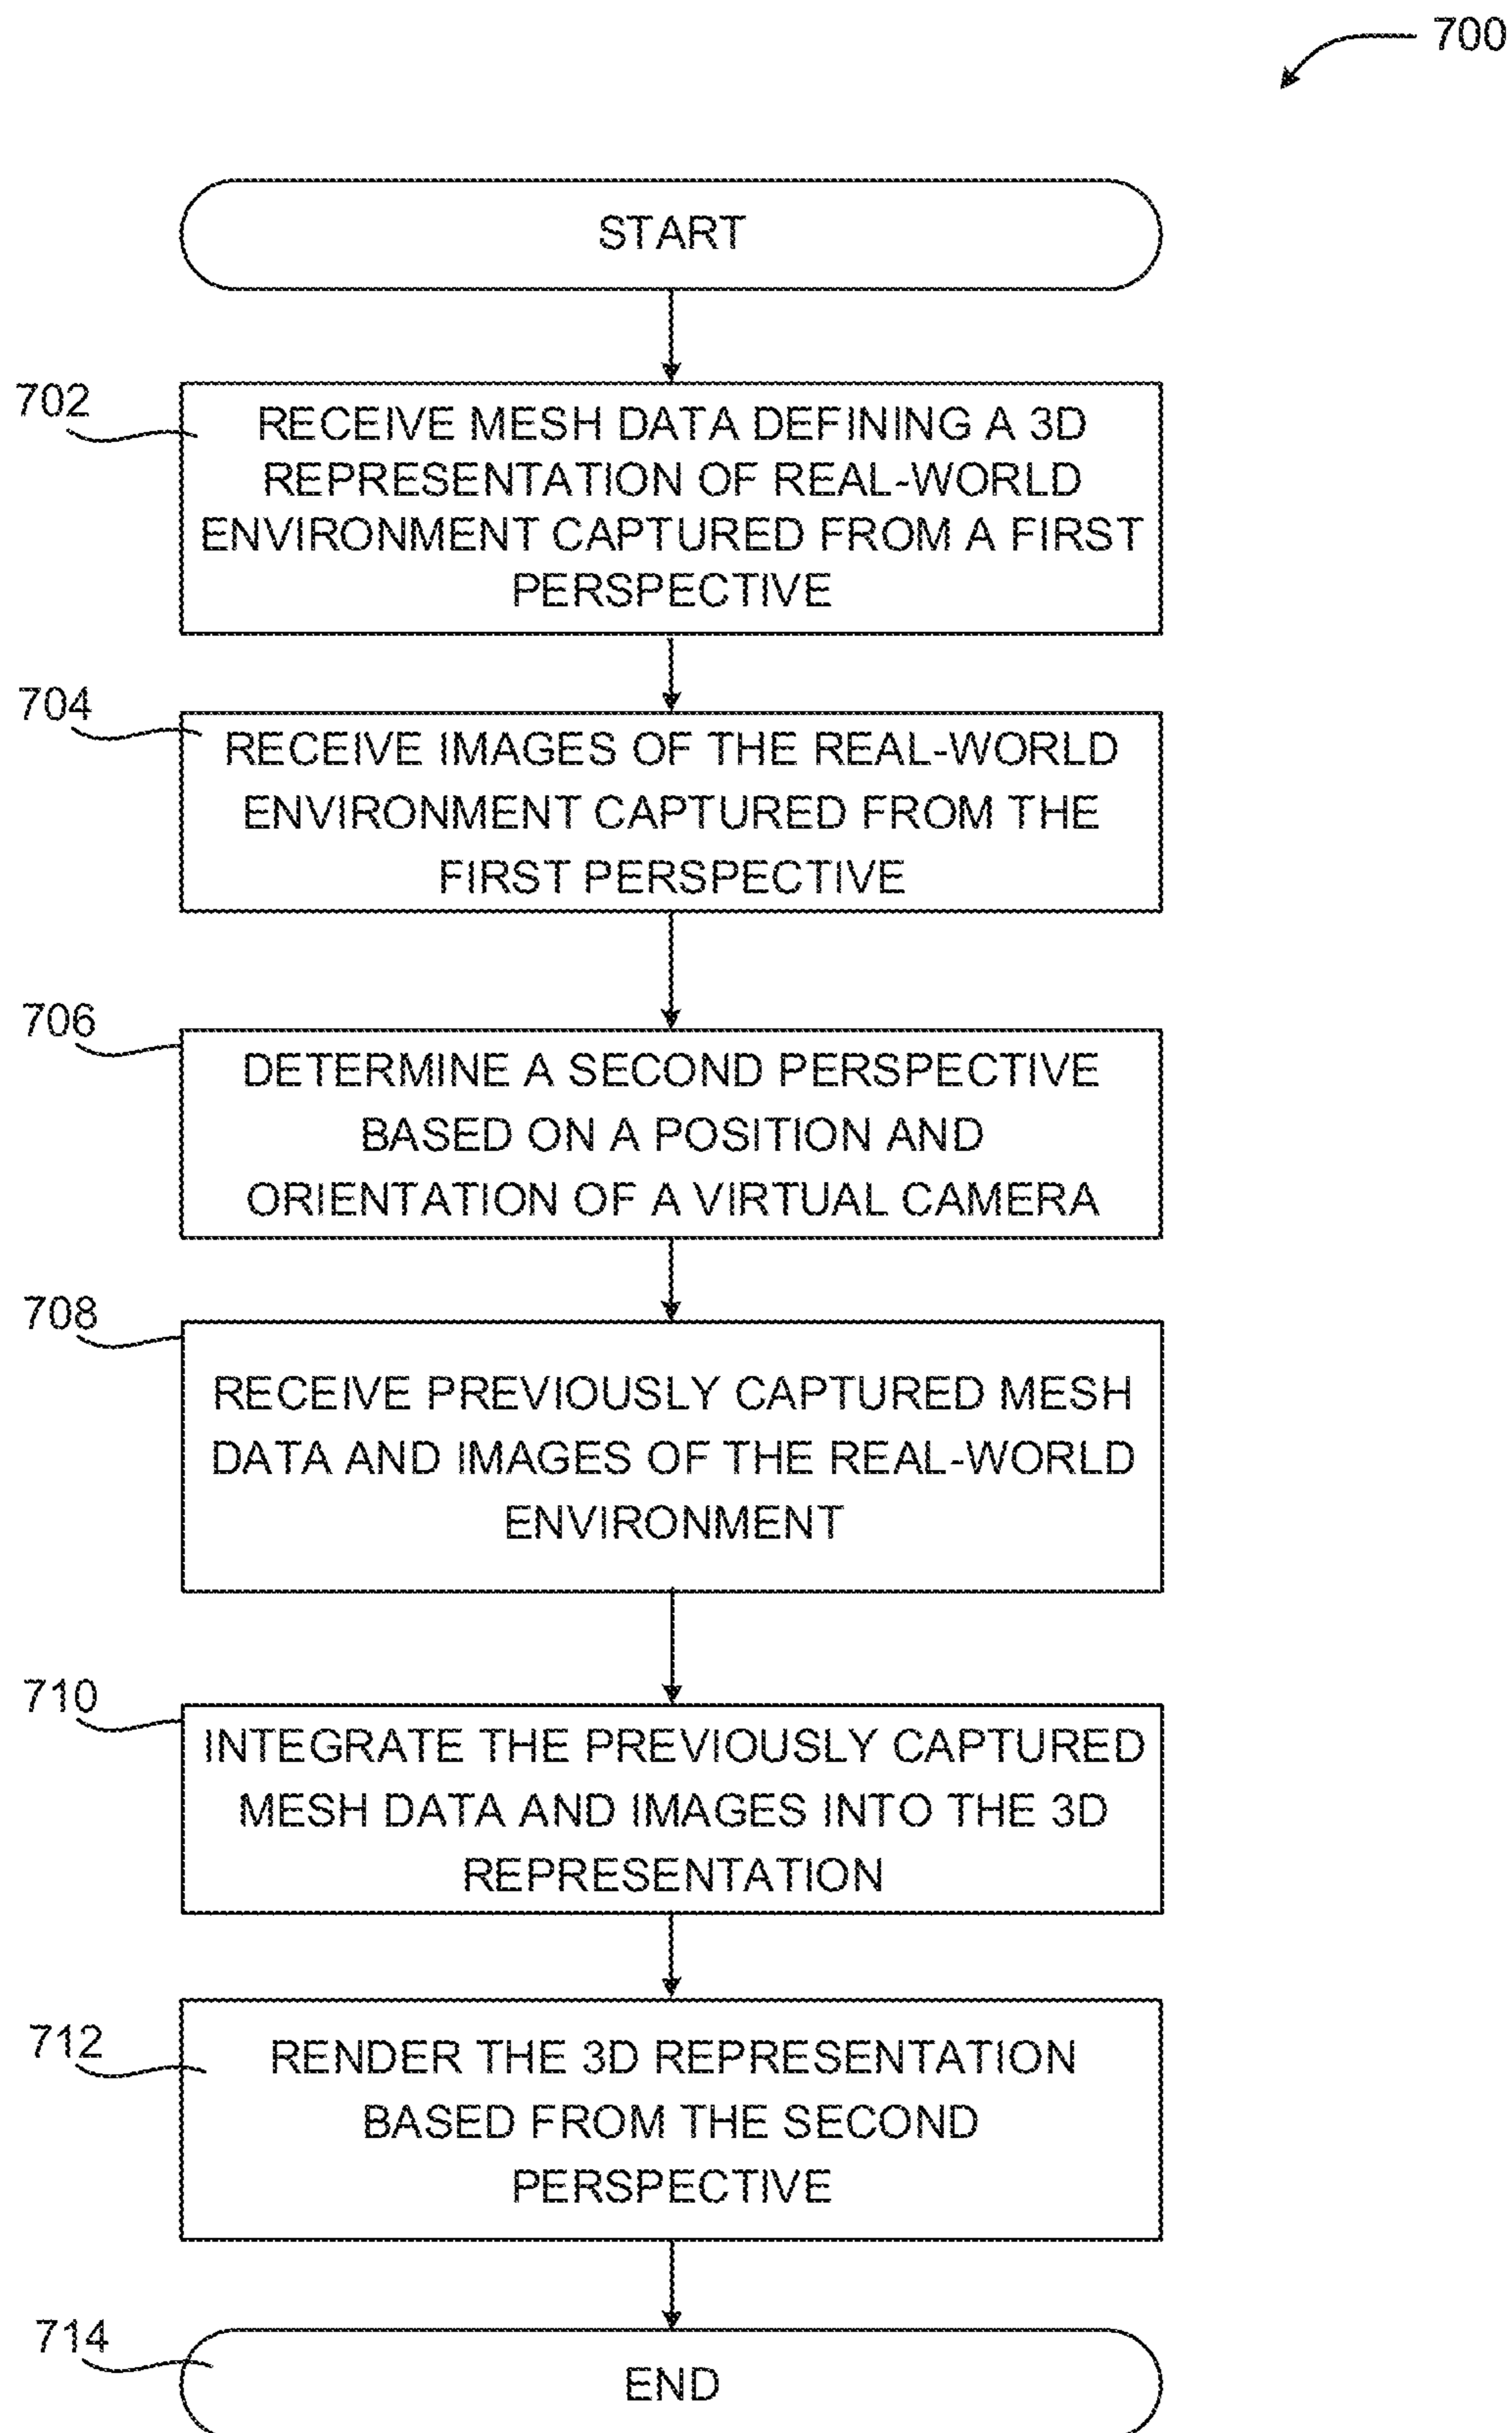 700
START
702
RECEIVE MESH DATA DEFINING A 3D
REPRESENTATION OF REAL-WORLD
ENVIRONMENT CAPTURED FROM A FIRST
PERSPECTIVE
704
RECEIVE IMAGES OF THE REAL-WORLD
ENVIRONMENT CAPTURED FROM THE
FIRST PERSPECTIVE
706
DETERMINE A SECOND PERSPECTIVE
BASED ON A POSITION AND
ORIENTATION OF A VIRTUAL CAMERA
708
RECEIVE PREVIOUSLY CAPTURED MESH
DATA AND IMAGES OF THE REAL-WORLD
ENVIRONMENT
710
INTEGRATE THE PREVIOUSLY CAPTURED
MESH DATA AND IMAGES INTO THE 3D
REPRESENTATION
712
RENDER THE 3D REPRESENTATION
BASED FROM THE SECOND
PERSPECTIVE
714
END